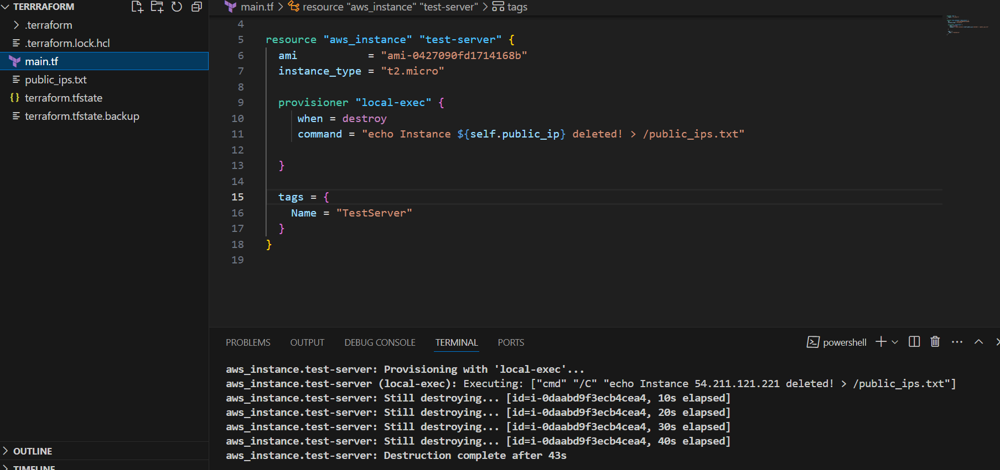 TERRRAFORM
.terraform
.terraform.lock.hcl
main.tf
public_ips.txt
{} terraform.tfstate
terraform.tfstate.backup
OUTLINE
TIMELINE
main.tf > resource "aws_instance" "test-server" > tags
4
5 resource "aws_instance" "test-server" {
6 ami = "ami-0427090fd1714168b"
7 instance_type = "t2.micro"
8
9 provisioner "local-exec" {
10 when = destroy
11 command = "echo Instance ${self.public_ip} deleted! > /public_ips.txt"
12
13 }
14
15 tags = {
16 Name = "TestServer"
17 }
18 }
19
PROBLEMS OUTPUT DEBUG CONSOLE TERMINAL PORTS powershell
aws_instance.test-server: Provisioning with 'local-exec'...
aws_instance.test-server (local-exec): Executing: ["cmd" "/C" "echo Instance 54.211.121.221 deleted! > /public_ips.txt"]
aws_instance.test-server: Still destroying... [id=i-0daabd9f3ecb4cea4, 10s elapsed]
aws_instance.test-server: Still destroying... [id=i-0daabd9f3ecb4cea4, 20s elapsed]
aws_instance.test-server: Still destroying... [id=i-0daabd9f3ecb4cea4, 30s elapsed]
aws_instance.test-server: Still destroying... [id=i-0daabd9f3ecb4cea4, 40s elapsed]
aws_instance.test-server: Destruction complete after 43s